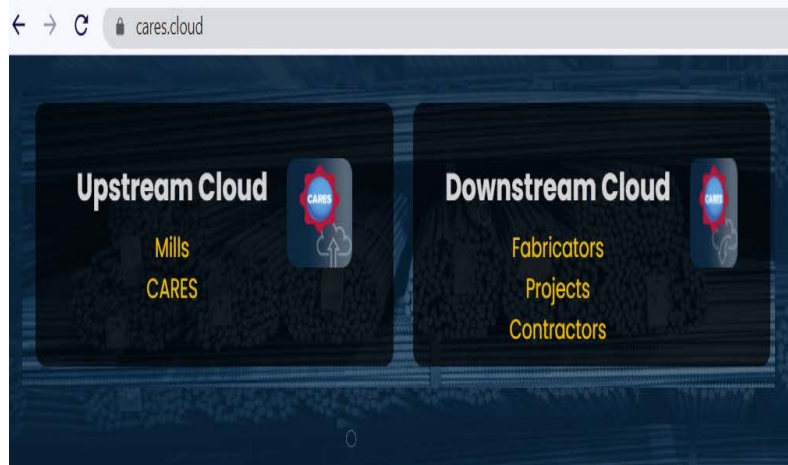 cares.cloud
Upstream Cloud
CARES
Mills
CARES
Downstream Cloud
CARES
Fabricators
Projects
Contractors